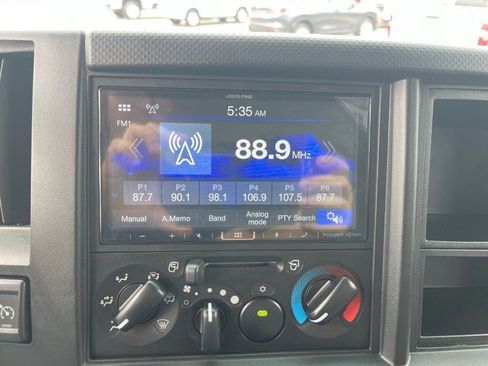 ALPINE
5:35 AM
FM1
88.9 MHz
P1 P2 P3 P4 P5 P6
87.7 90.1 98.1 106.9 107.5 87.7
Manual A.Memo Band Analog mode PTY Search